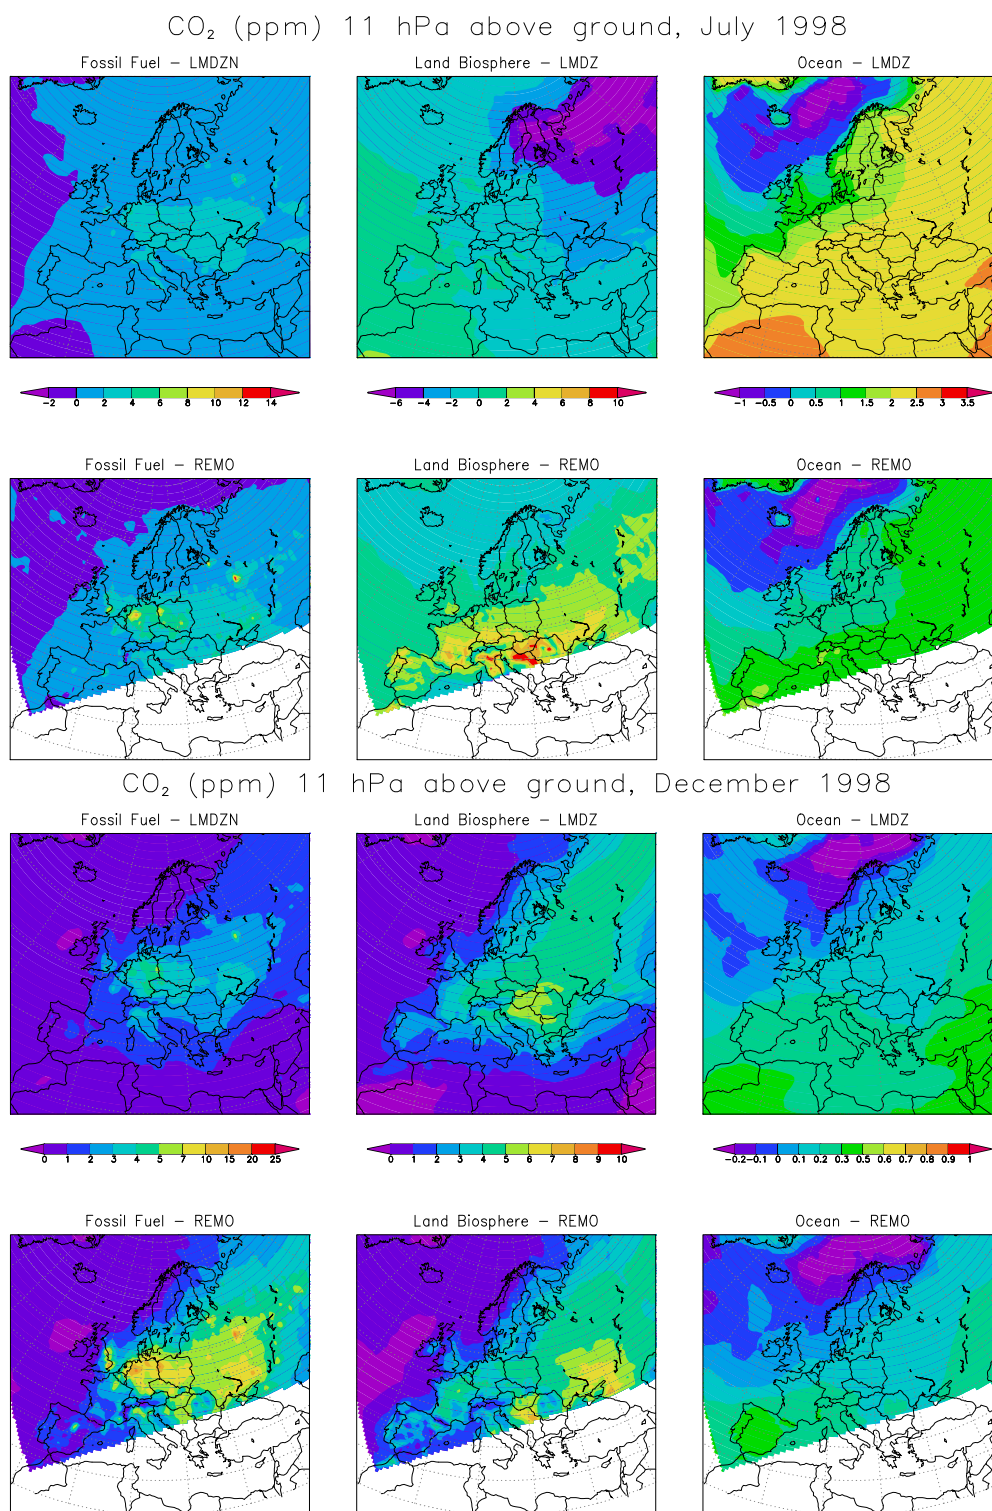 CO₂ (ppm) 11 hPa above ground, July 1998
Fossil Fuel – LMDZN
Land Biosphere – LMDZ
Ocean – LMDZ
−2 0 2 4 6 8 10 12 14
−6 −4 −2 0 2 4 6 8 10
−1 −0.5 0 0.5 1 1.5 2 2.5 3 3.5
Fossil Fuel – REMO
Land Biosphere – REMO
Ocean – REMO
CO₂ (ppm) 11 hPa above ground, December 1998
Fossil Fuel – LMDZN
Land Biosphere – LMDZ
Ocean – LMDZ
0 1 2 3 4 5 7 10 15 20 25
0 1 2 3 4 5 6 7 8 9 10
−0.2 −0.1 0 0.1 0.2 0.3 0.5 0.6 0.7 0.8 0.9 1
Fossil Fuel – REMO
Land Biosphere – REMO
Ocean – REMO